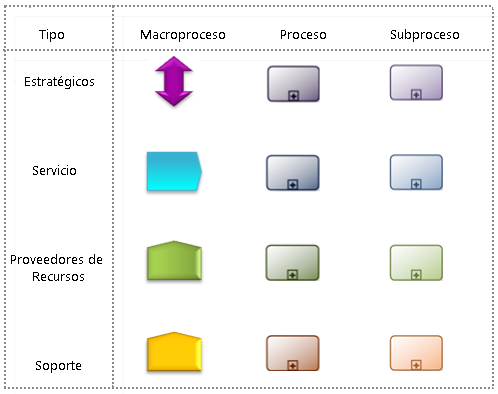 Tipo Macroproceso Proceso Subproceso
Estratégicos
Servicio
Proveedores de
Recursos
Soporte